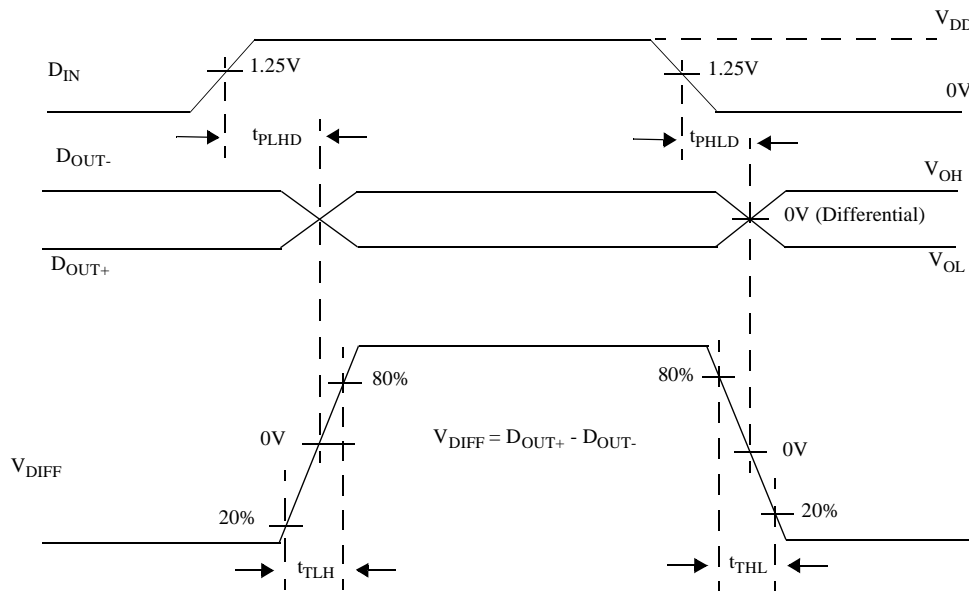 V_DD
D_IN
1.25V
1.25V
0V
t_PLHD
t_PHLD
D_OUT-
V_OH
0V (Differential)
D_OUT+
V_OL
80%
80%
0V
V_DIFF = D_OUT+ - D_OUT-
0V
V_DIFF
20%
20%
t_TLH
t_THL